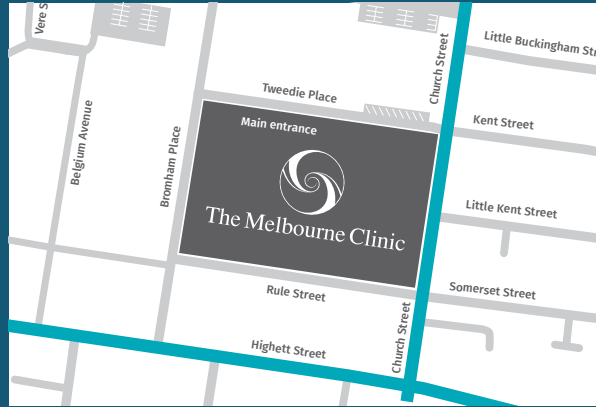 Vere S
Church Street
Little Buckingham Str
Tweedie Place
Kent Street
Main entrance
Belgium Avenue
Bromham Place
The Melbourne Clinic
Little Kent Street
Rule Street
Somerset Street
Church Street
Highett Street